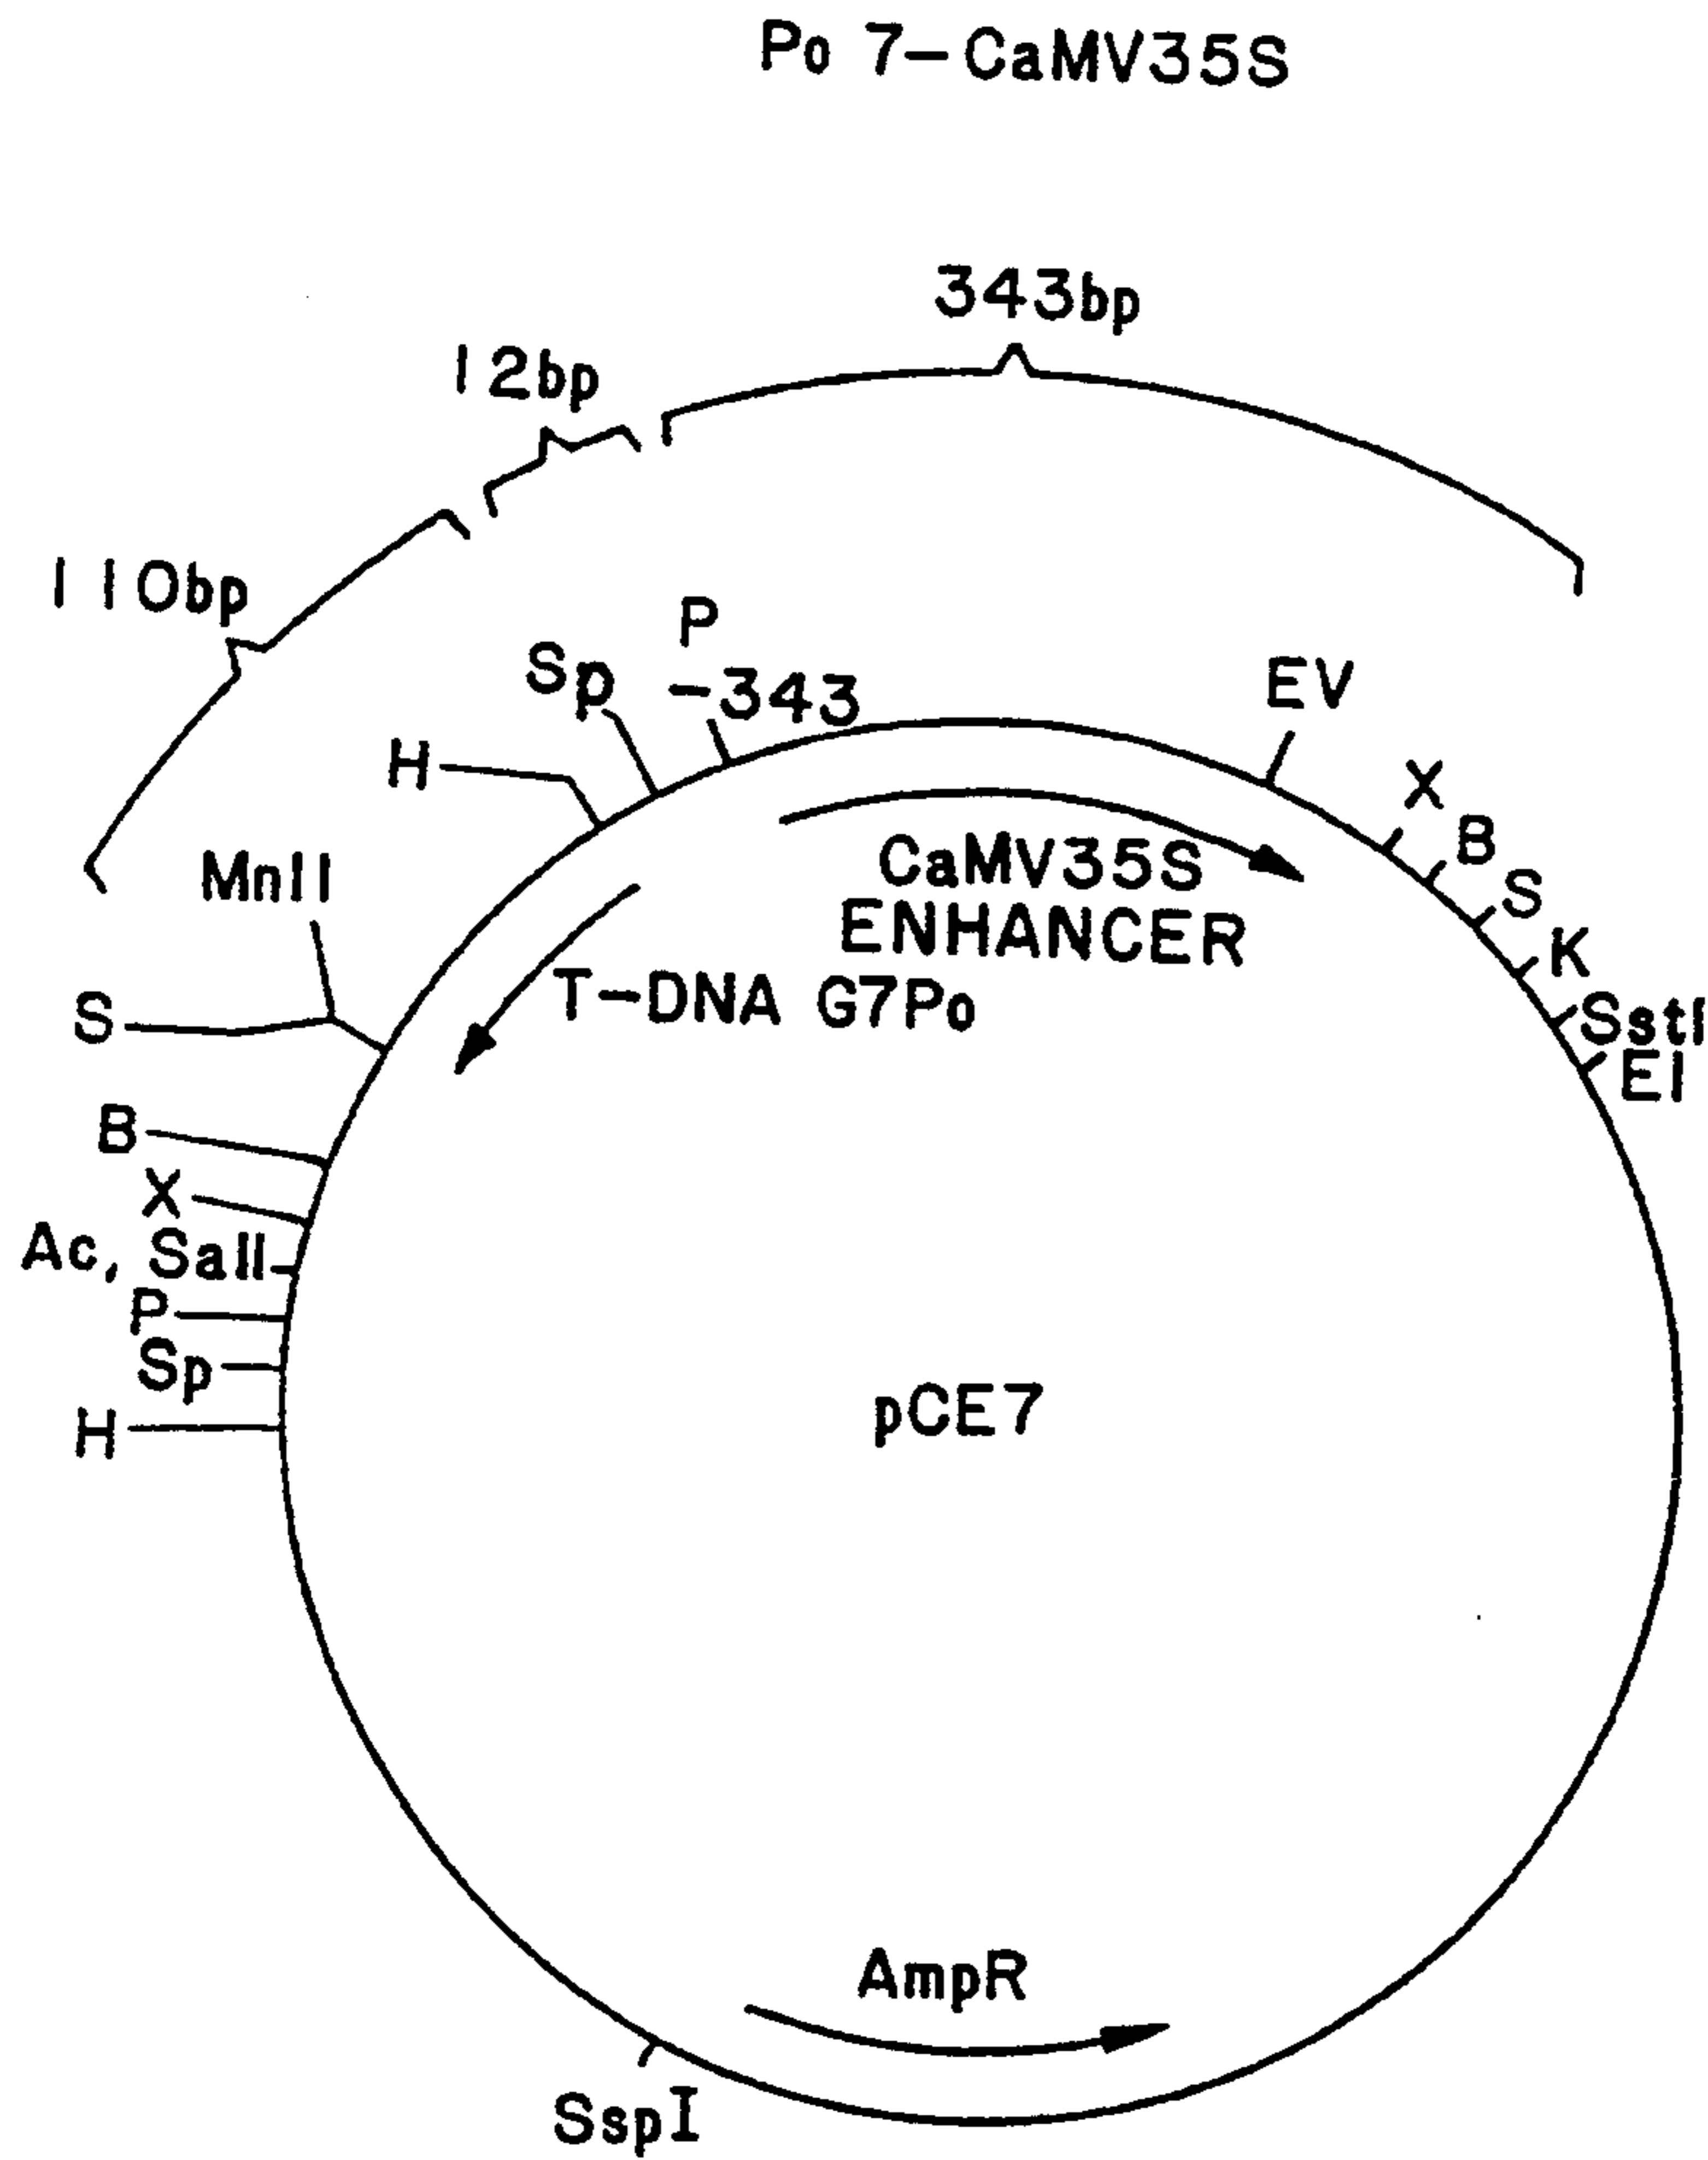 Po 7-CaMV35S
343bp
12bp
110bp
P
Sp
-343
EV
H
X
B
MnlI
CaMV35S
S
ENHANCER
K
T-DNA G7Po
S
SstI
EI
B
X
Ac, SalI
P
Sp
pCE7
H
AmpR
SspI